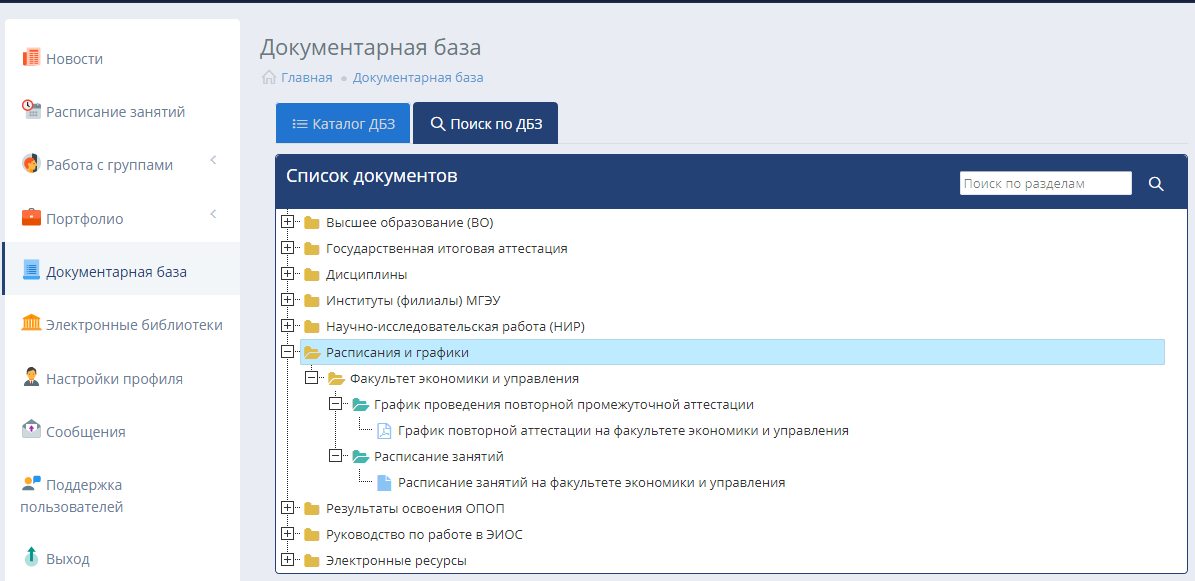 Новости
Расписание занятий
Работа с группами
Портфолио
Документарная база
Электронные библиотеки
Настройки профиля
Сообщения
Поддержка
пользователей
Выход
Документарная база
Главная Документарная база
Каталог ДБЗ Поиск по ДБЗ
Список документов Поиск по разделам
Высшее образование (ВО)
Государственная итоговая аттестация
Дисциплины
Институты (филиалы) МГЭУ
Научно-исследовательская работа (НИР)
Расписания и графики
Факультет экономики и управления
График проведения повторной промежуточной аттестации
График повторной аттестации на факультете экономики и управления
Расписание занятий
Расписание занятий на факультете экономики и управления
Результаты освоения ОПОП
Руководство по работе в ЭИОС
Электронные ресурсы